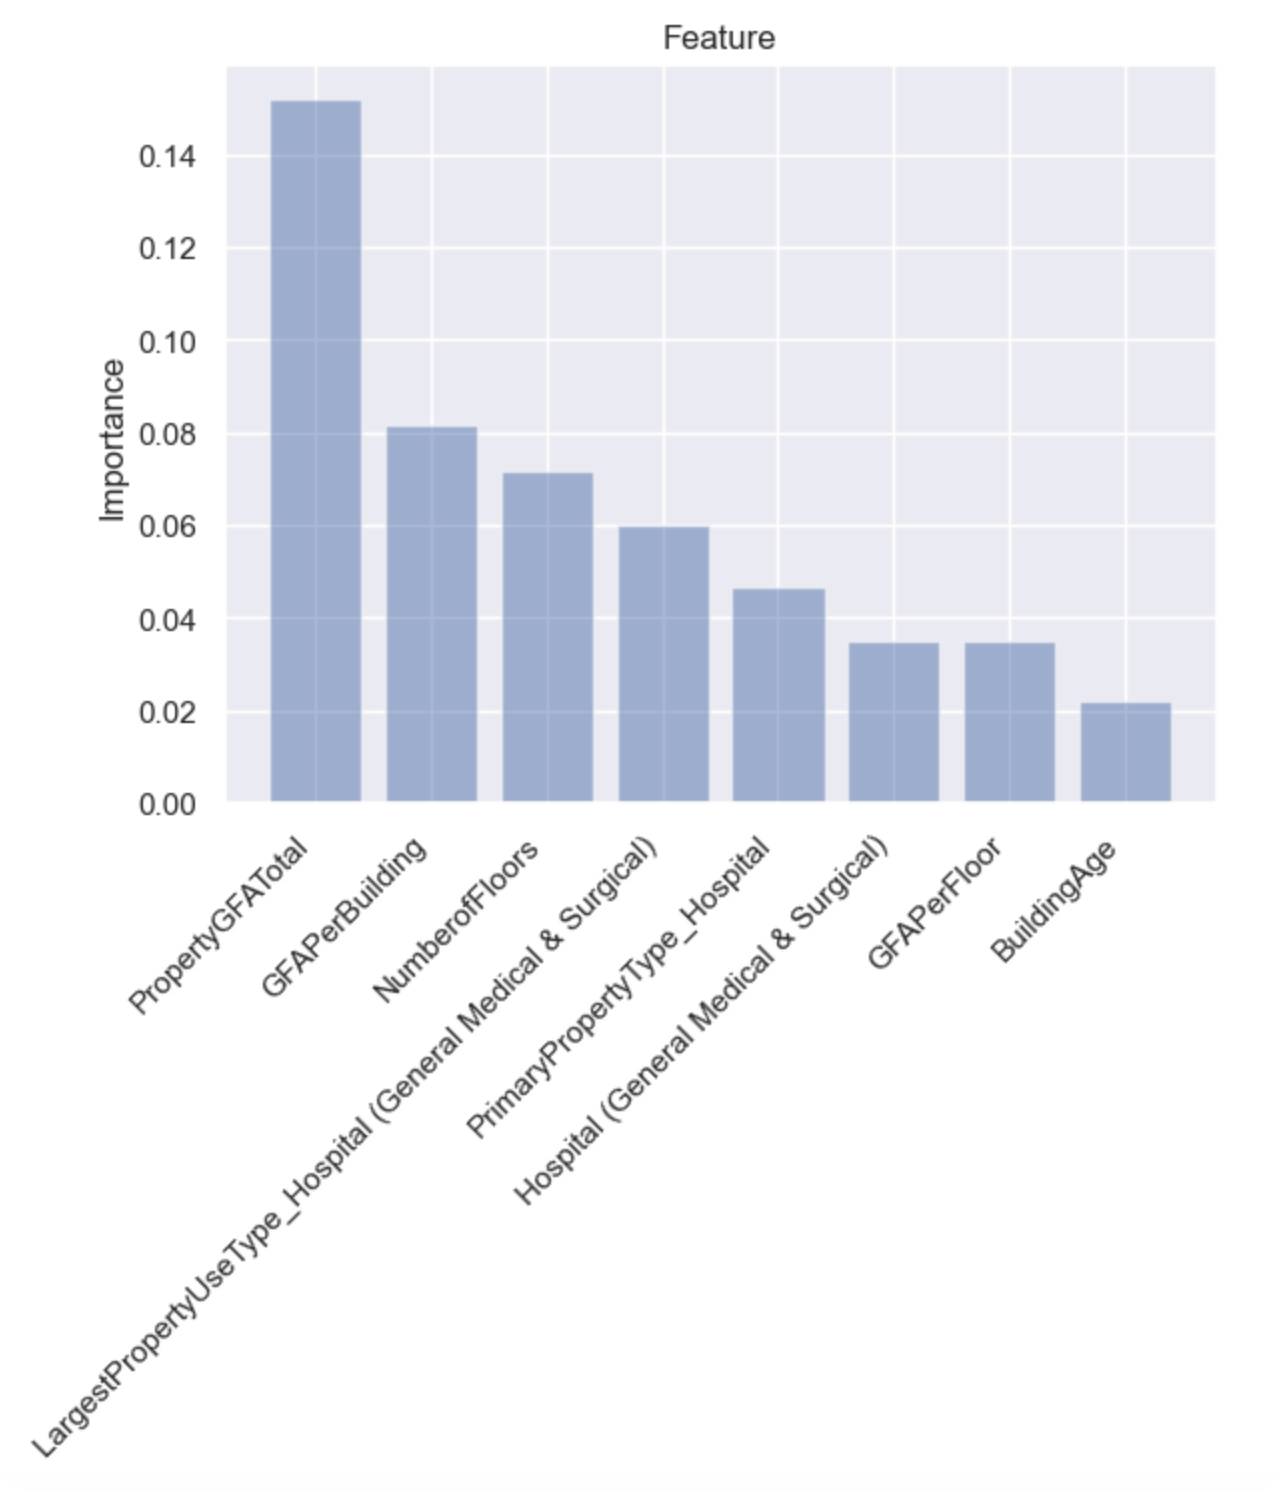 Feature
Importance
0.14
0.12
0.10
0.08
0.06
0.04
0.02
0.00
PropertyGFATotal
GFAPerBuilding
NumberofFloors
LargestPropertyUseType_Hospital (General Medical & Surgical)
PrimaryPropertyType_Hospital
Hospital (General Medical & Surgical)
GFAPerFloor
BuildingAge